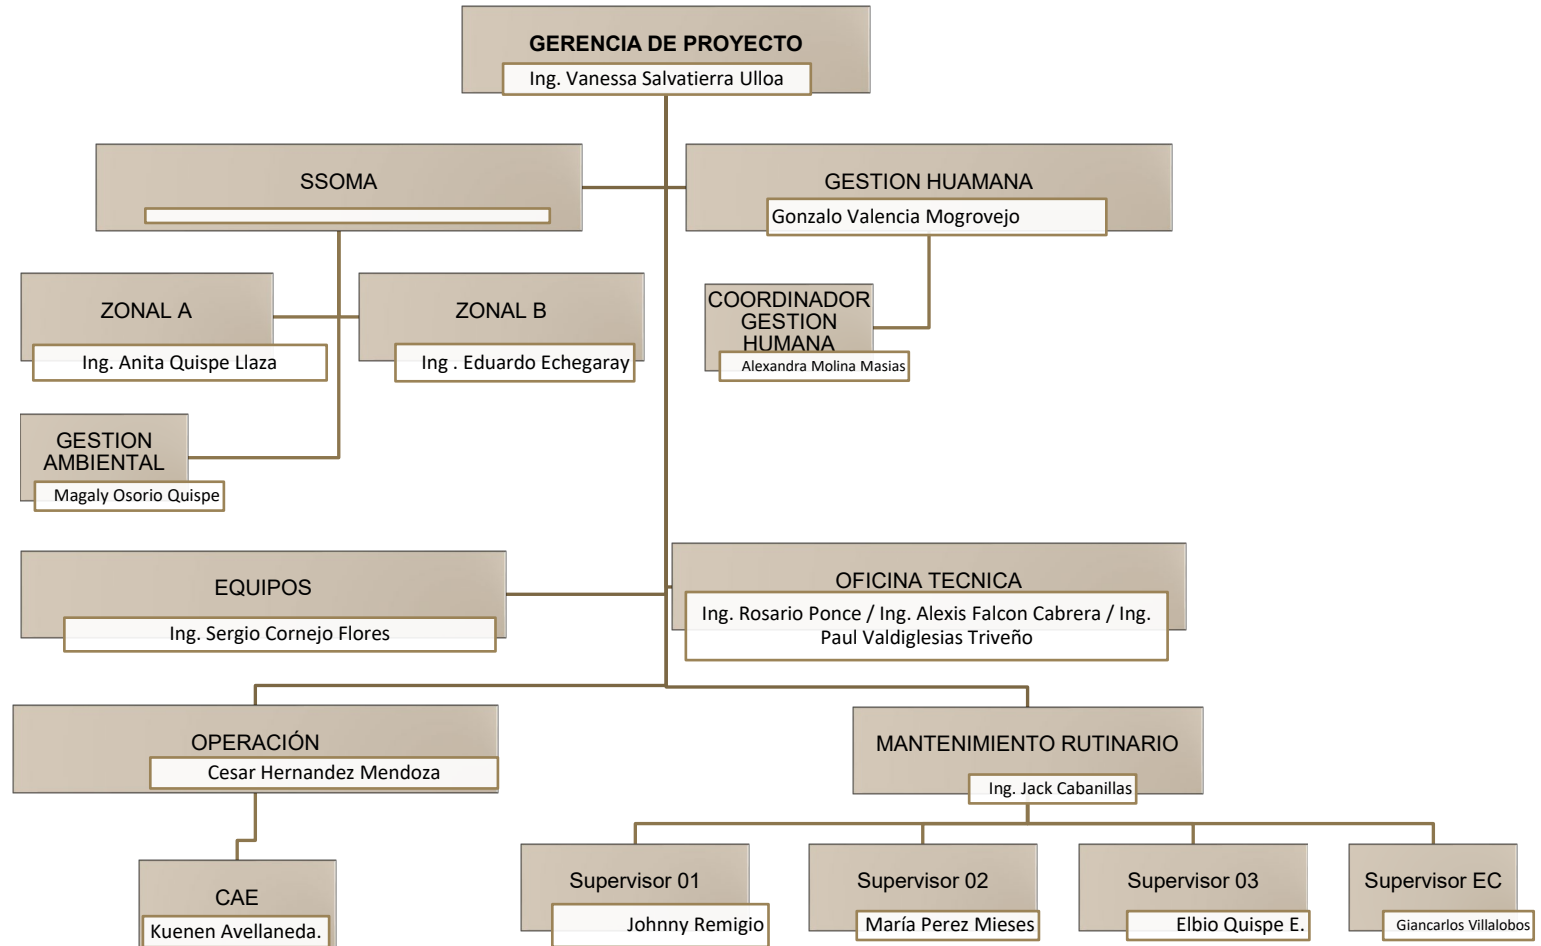 GERENCIA DE PROYECTO
Ing. Vanessa Salvatierra Ulloa
SSOMA
GESTION HUAMANA
Gonzalo Valencia Mogrovejo
ZONAL A
Ing. Anita Quispe Llaza
ZONAL B
Ing . Eduardo Echegaray
COORDINADOR
GESTION
HUMANA
Alexandra Molina Masias
GESTION
AMBIENTAL
Magaly Osorio Quispe
EQUIPOS
Ing. Sergio Cornejo Flores
OFICINA TECNICA
Ing. Rosario Ponce / Ing. Alexis Falcon Cabrera / Ing.
Paul Valdiglesias Triveño
OPERACIÓN
Cesar Hernandez Mendoza
MANTENIMIENTO RUTINARIO
Ing. Jack Cabanillas
CAE
Kuenen Avellaneda.
Supervisor 01
Johnny Remigio
Supervisor 02
María Perez Mieses
Supervisor 03
Elbio Quispe E.
Supervisor EC
Giancarlos Villalobos